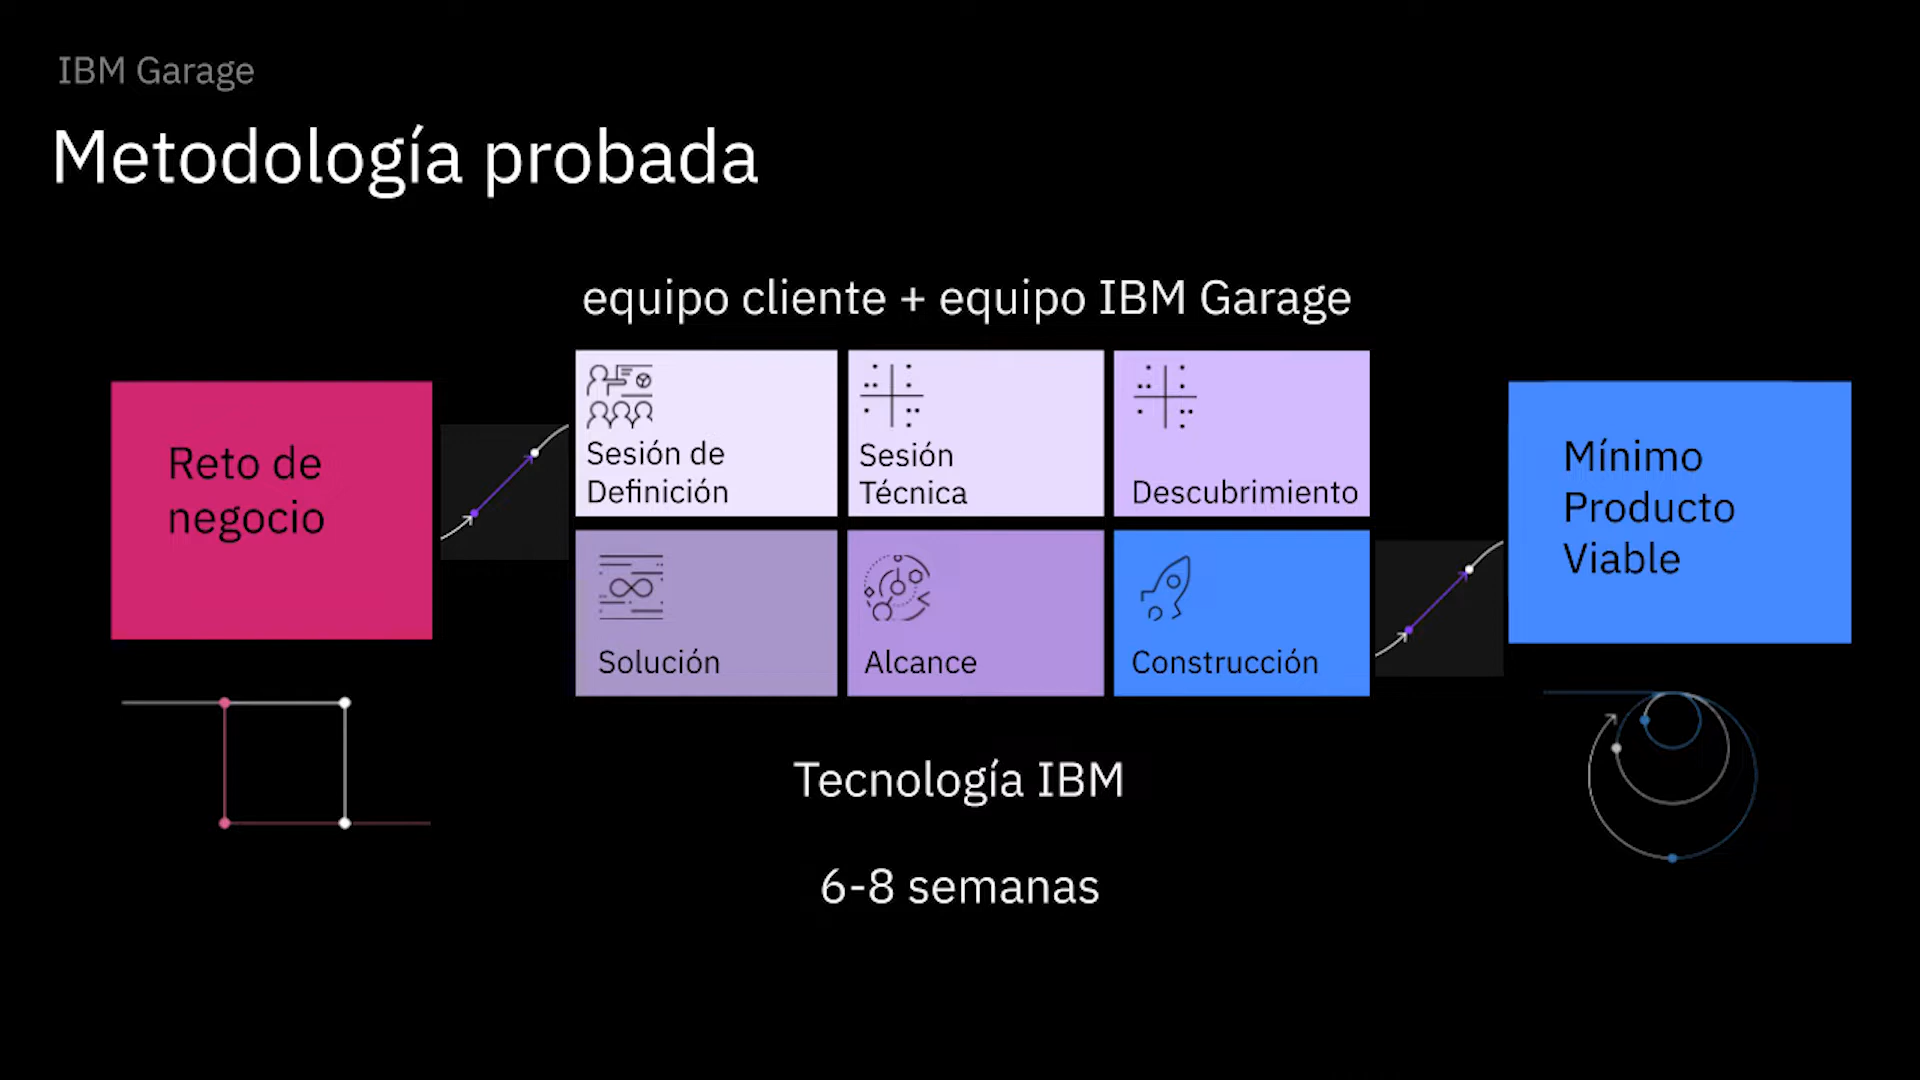 IBM Garage
Metodología probada
equipo cliente + equipo IBM Garage
Reto de
negocio
Sesión de
Definición
Sesión
Técnica
Descubrimiento
Solución
Alcance
Construcción
Mínimo
Producto
Viable
Tecnología IBM
6-8 semanas